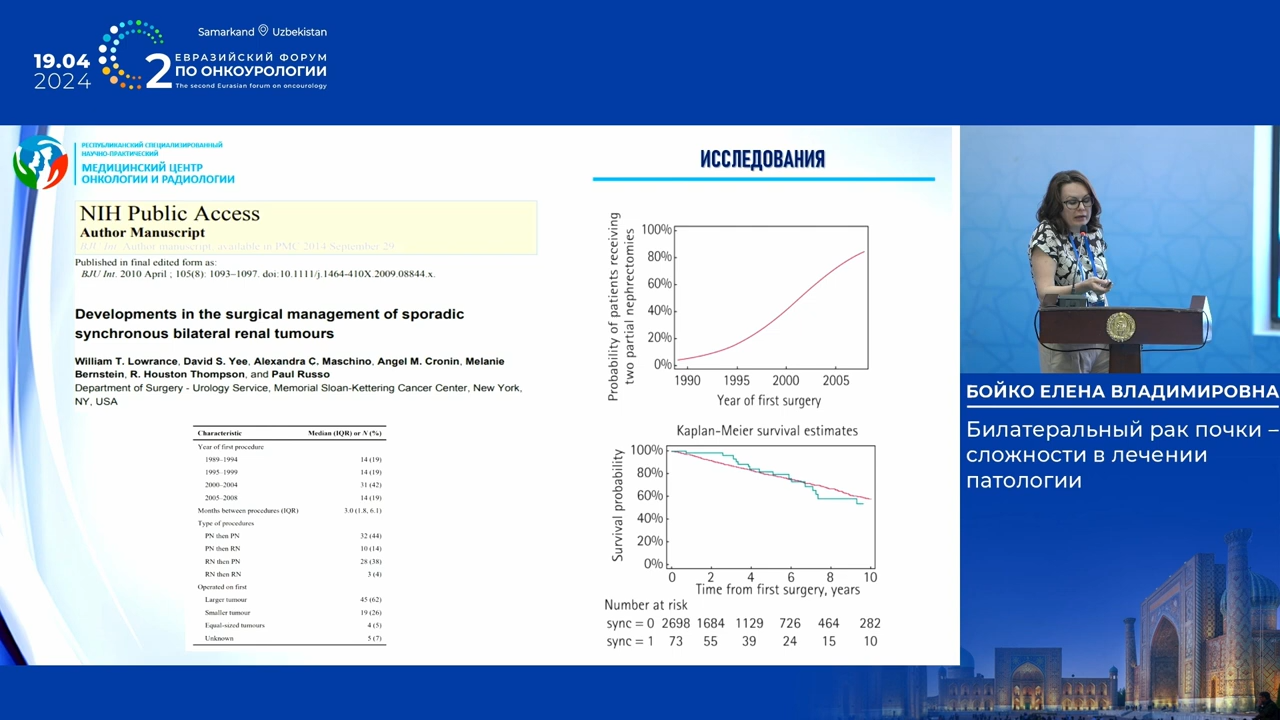 Samarkand Uzbekistan
19.04
2024
2
ЕВРАЗИЙСКИЙ ФОРУМ
ПО ОНКОУРОЛОГИИ
The second Eurasian forum on oncourology
РЕСПУБЛИКАНСКИЙ СПЕЦИАЛИЗИРОВАННЫЙ
НАУЧНО-ПРАКТИЧЕСКИЙ
МЕДИЦИНСКИЙ ЦЕНТР
ОНКОЛОГИИ И РАДИОЛОГИИ
ИССЛЕДОВАНИЯ
NIH Public Access
Author Manuscript
BJU Int. Author manuscript; available in PMC 2014 September 29.
Published in final edited form as:
BJU Int. 2010 April ; 105(8): 1093–1097. doi:10.1111/j.1464-410X.2009.08844.x.
Developments in the surgical management of sporadic
synchronous bilateral renal tumours
William T. Lowrance, David S. Yee, Alexandra C. Maschino, Angel M. Cronin, Melanie
Bernstein, R. Houston Thompson, and Paul Russo
Department of Surgery - Urology Service, Memorial Sloan-Kettering Cancer Center, New York,
NY, USA
Characteristic Median (IQR) or N (%)
Year of first procedure
1989–1994 14 (19)
1995–1999 14 (19)
2000–2004 31 (42)
2005–2008 14 (19)
Months between procedures (IQR) 3.0 (1.8, 6.1)
Type of procedures
PN then PN 32 (44)
PN then RN 10 (14)
RN then PN 28 (38)
RN then RN 3 (4)
Operated on first
Larger tumour 45 (62)
Smaller tumour 19 (26)
Equal-sized tumours 4 (5)
Unknown 5 (7)
Probability of patients receiving
two partial nephrectomies
100%
80%
60%
40%
20%
0%
1990 1995 2000 2005
Year of first surgery
Kaplan-Meier survival estimates
Survival probability
100%
80%
60%
40%
20%
0%
0 2 4 6 8 10
Time from first surgery, years
Number at risk
sync = 0 2698 1684 1129 726 464 282
sync = 1 73 55 39 24 15 10
БОЙКО ЕЛЕНА ВЛАДИМИРОВНА
Билатеральный рак почки –
сложности в лечении
патологии